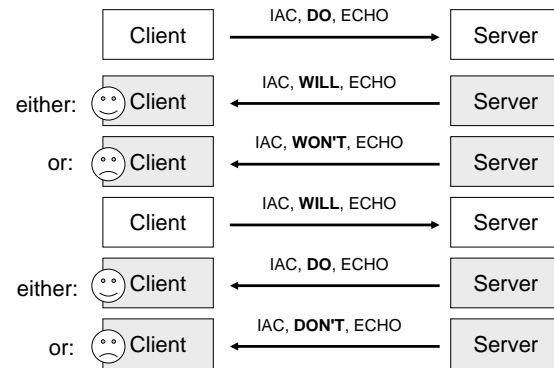 IAC, DO, ECHO
Client Server
IAC, WILL, ECHO
either: Client Server
IAC, WON'T, ECHO
or: Client Server
IAC, WILL, ECHO
Client Server
IAC, DO, ECHO
either: Client Server
IAC, DON'T, ECHO
or: Client Server